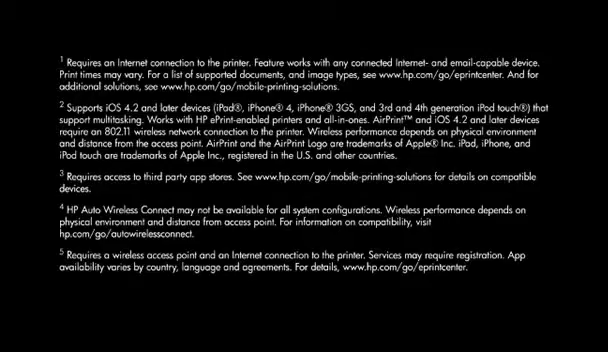 1 Requires an Internet connection to the printer. Feature works with any connected Internet- and email-capable device.
Print times may vary. For a list of supported documents, and image types, see www.hp.com/go/eprintcenter. And for
additional solutions, see www.hp.com/go/mobile-printing-solutions.
2 Supports iOS 4.2 and later devices (iPad®, iPhone® 4, iPhone® 3GS, and 3rd and 4th generation iPod touch®) that
support multitasking. Works with HP ePrint-enabled printers and all-in-ones. AirPrint™ and iOS 4.2 and later devices
require an 802.11 wireless network connection to the printer. Wireless performance depends on physical environment
and distance from the access point. AirPrint and the AirPrint Logo are trademarks of Apple® Inc. iPad, iPhone, and
iPod touch are trademarks of Apple Inc., registered in the U.S. and other countries.
3 Requires access to third party app stores. See www.hp.com/go/mobile-printing-solutions for details on compatible
devices.
4 HP Auto Wireless Connect may not be available for all system configurations. Wireless performance depends on
physical environment and distance from access point. For information on compatibility, visit
hp.com/go/autowirelessconnect.
5 Requires a wireless access point and an Internet connection to the printer. Services may require registration. App
availability varies by country, language and agreements. For details, www.hp.com/go/eprintcenter.